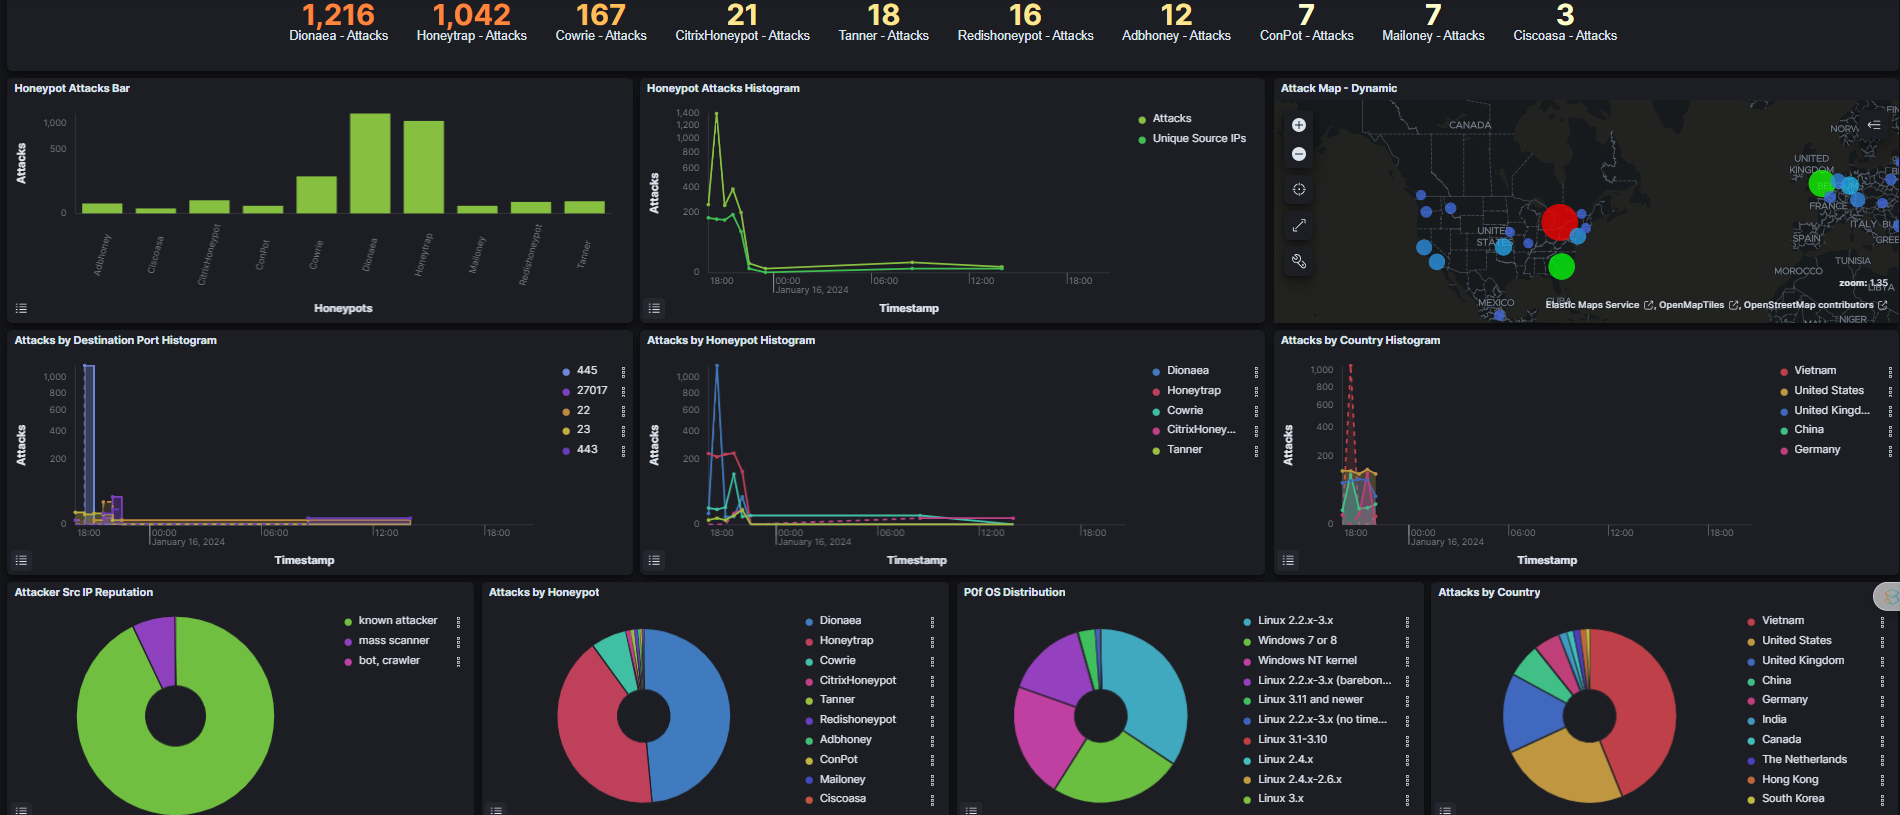 1,216 1,042 167 21 18 16 12 7 7 3
Dionaea - Attacks Honeytrap - Attacks Cowrie - Attacks CitrixHoneypot - Attacks Tanner - Attacks Redishoneypot - Attacks Adbhoney - Attacks ConPot - Attacks Mailoney - Attacks Ciscoasa - Attacks
Honeypot Attacks Bar
Attacks
1,000
500
0
Adbhoney
Ciscoasa
CitrixHoneypot
ConPot
Cowrie
Dionaea
Honeytrap
Mailoney
Redishoneypot
Tanner
Honeypots
Honeypot Attacks Histogram
Attacks
1,400
1,200
1,000
800
600
400
200
0
18:00 00:00 06:00 12:00 18:00
January 16, 2024
Timestamp
Attacks
Unique Source IPs
Attack Map - Dynamic
CANADA
UNITED
STATES
MEXICO
CUBA
NORW
UNITED
KINGDOM
BELGIUM
FRANCE
ITALY
BU
SPAIN
GREE
TUNISIA
MOROCCO
LIBYA
NIGER
FIN
zoom: 1.35
Elastic Maps Service , OpenMapTiles , OpenStreetMap contributors
Attacks by Destination Port Histogram
Attacks
1,000
800
600
400
200
0
18:00 00:00 06:00 12:00 18:00
January 16, 2024
Timestamp
445
27017
22
23
443
Attacks by Honeypot Histogram
Attacks
1,000
800
600
400
200
0
18:00 00:00 06:00 12:00 18:00
January 16, 2024
Timestamp
Dionaea
Honeytrap
Cowrie
CitrixHoney...
Tanner
Attacks by Country Histogram
Attacks
1,000
800
600
400
200
0
18:00 00:00 06:00 12:00 18:00
January 16, 2024
Timestamp
Vietnam
United States
United Kingd...
China
Germany
Attacker Src IP Reputation
known attacker
mass scanner
bot, crawler
Attacks by Honeypot
Dionaea
Honeytrap
Cowrie
CitrixHoneypot
Tanner
Redishoneypot
Adbhoney
ConPot
Mailoney
Ciscoasa
P0f OS Distribution
Linux 2.2.x-3.x
Windows 7 or 8
Windows NT kernel
Linux 2.2.x-3.x (barebon...
Linux 3.11 and newer
Linux 2.2.x-3.x (no time...
Linux 3.1-3.10
Linux 2.4.x
Linux 2.4.x-2.6.x
Linux 3.x
Attacks by Country
Vietnam
United States
United Kingdom
China
Germany
India
Canada
The Netherlands
Hong Kong
South Korea